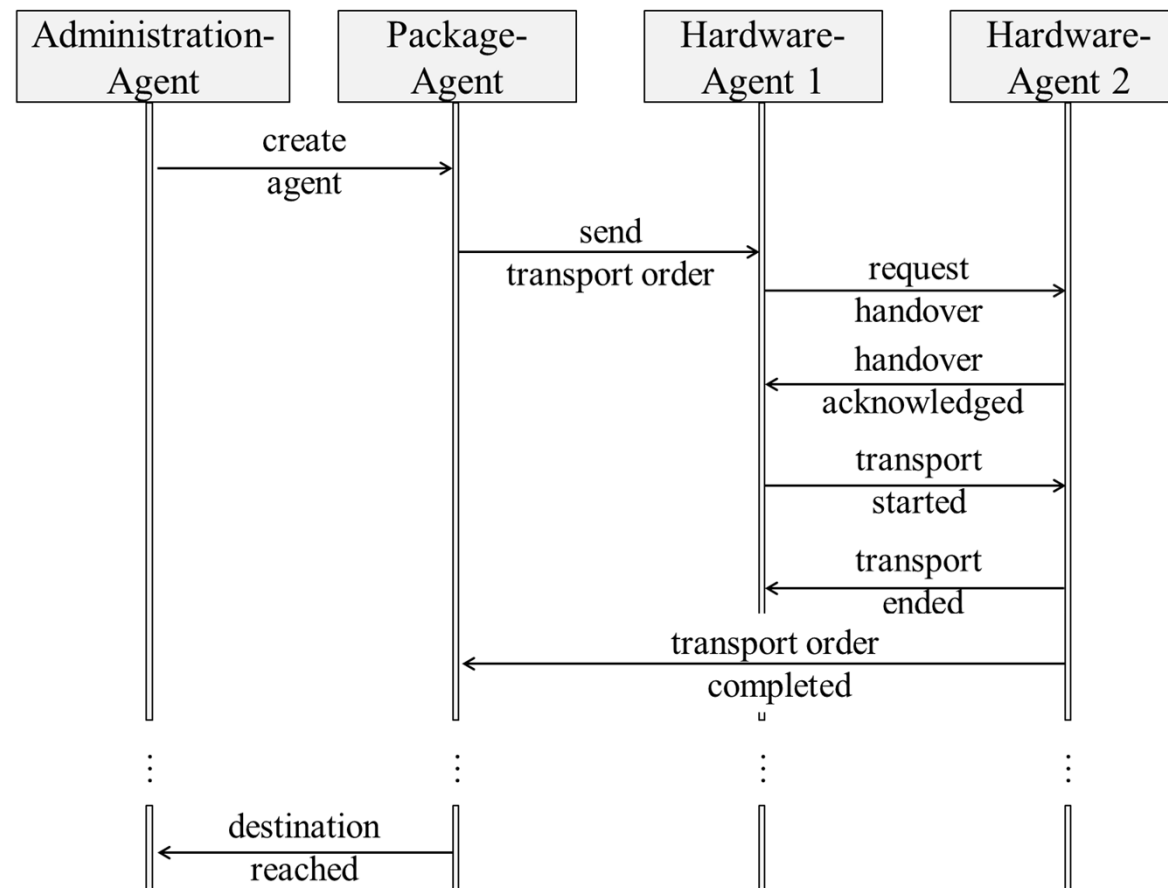 Administration-
Agent
Package-
Agent
Hardware-
Agent 1
Hardware-
Agent 2
create
agent
send
transport order
request
handover
handover
acknowledged
transport
started
transport
ended
transport order
completed
⋮ ⋮ ⋮ ⋮
destination
reached